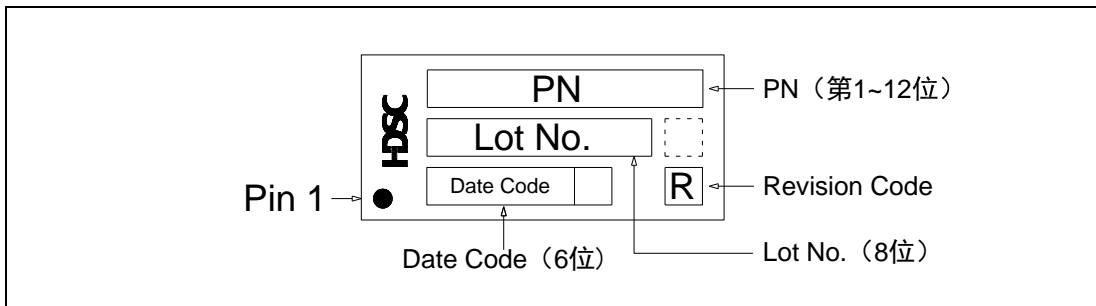 HDSC
PN
PN（第1~12位）
Lot No.
Date Code
R
Revision Code
Pin 1
Date Code（6位）
Lot No.（8位）